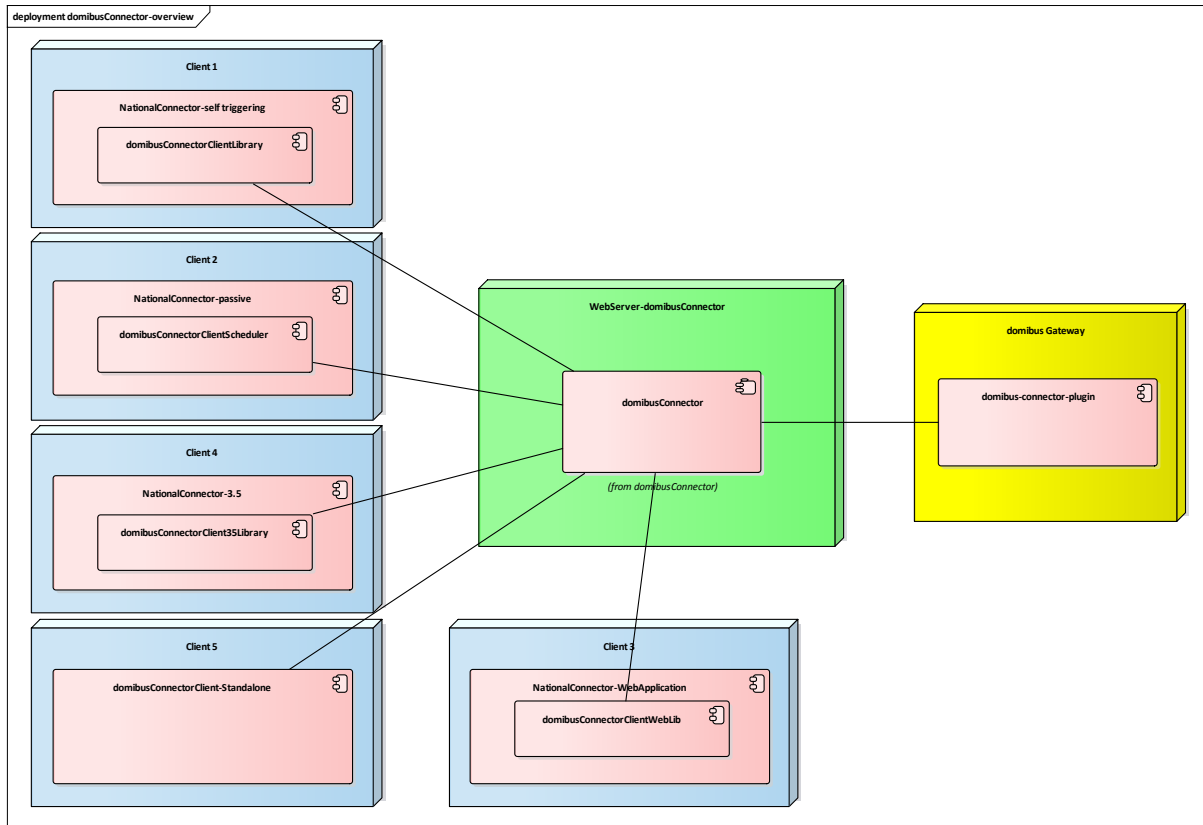 deployment domibusConnector-overview
Client 1
NationalConnector-self triggering
domibusConnectorClientLibrary
Client 2
NationalConnector-passive
domibusConnectorClientScheduler
Client 4
NationalConnector-3.5
domibusConnectorClient35Library
Client 5
domibusConnectorClient-Standalone
WebServer-domibusConnector
domibusConnector
(from domibusConnector)
Client 3
NationalConnector-WebApplication
domibusConnectorClientWebLib
domibus Gateway
domibus-connector-plugin